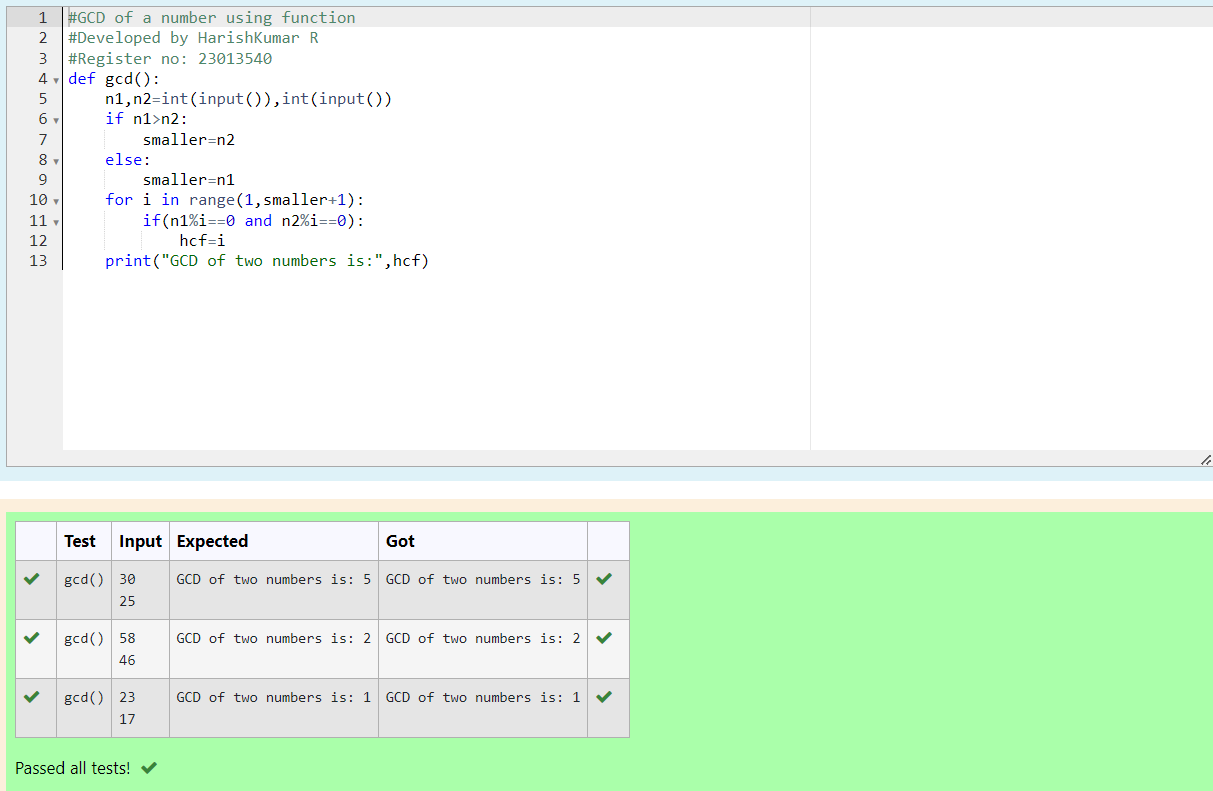 1 #GCD of a number using function
2 #Developed by HarishKumar R
3 #Register no: 23013540
4 def gcd():
5     n1,n2=int(input()),int(input())
6     if n1>n2:
7         smaller=n2
8     else:
9         smaller=n1
10     for i in range(1,smaller+1):
11         if(n1%i==0 and n2%i==0):
12             hcf=i
13     print("GCD of two numbers is:",hcf)
Test Input Expected Got
gcd() 30 GCD of two numbers is: 5 GCD of two numbers is: 5
25
gcd() 58 GCD of two numbers is: 2 GCD of two numbers is: 2
46
gcd() 23 GCD of two numbers is: 1 GCD of two numbers is: 1
17
Passed all tests!